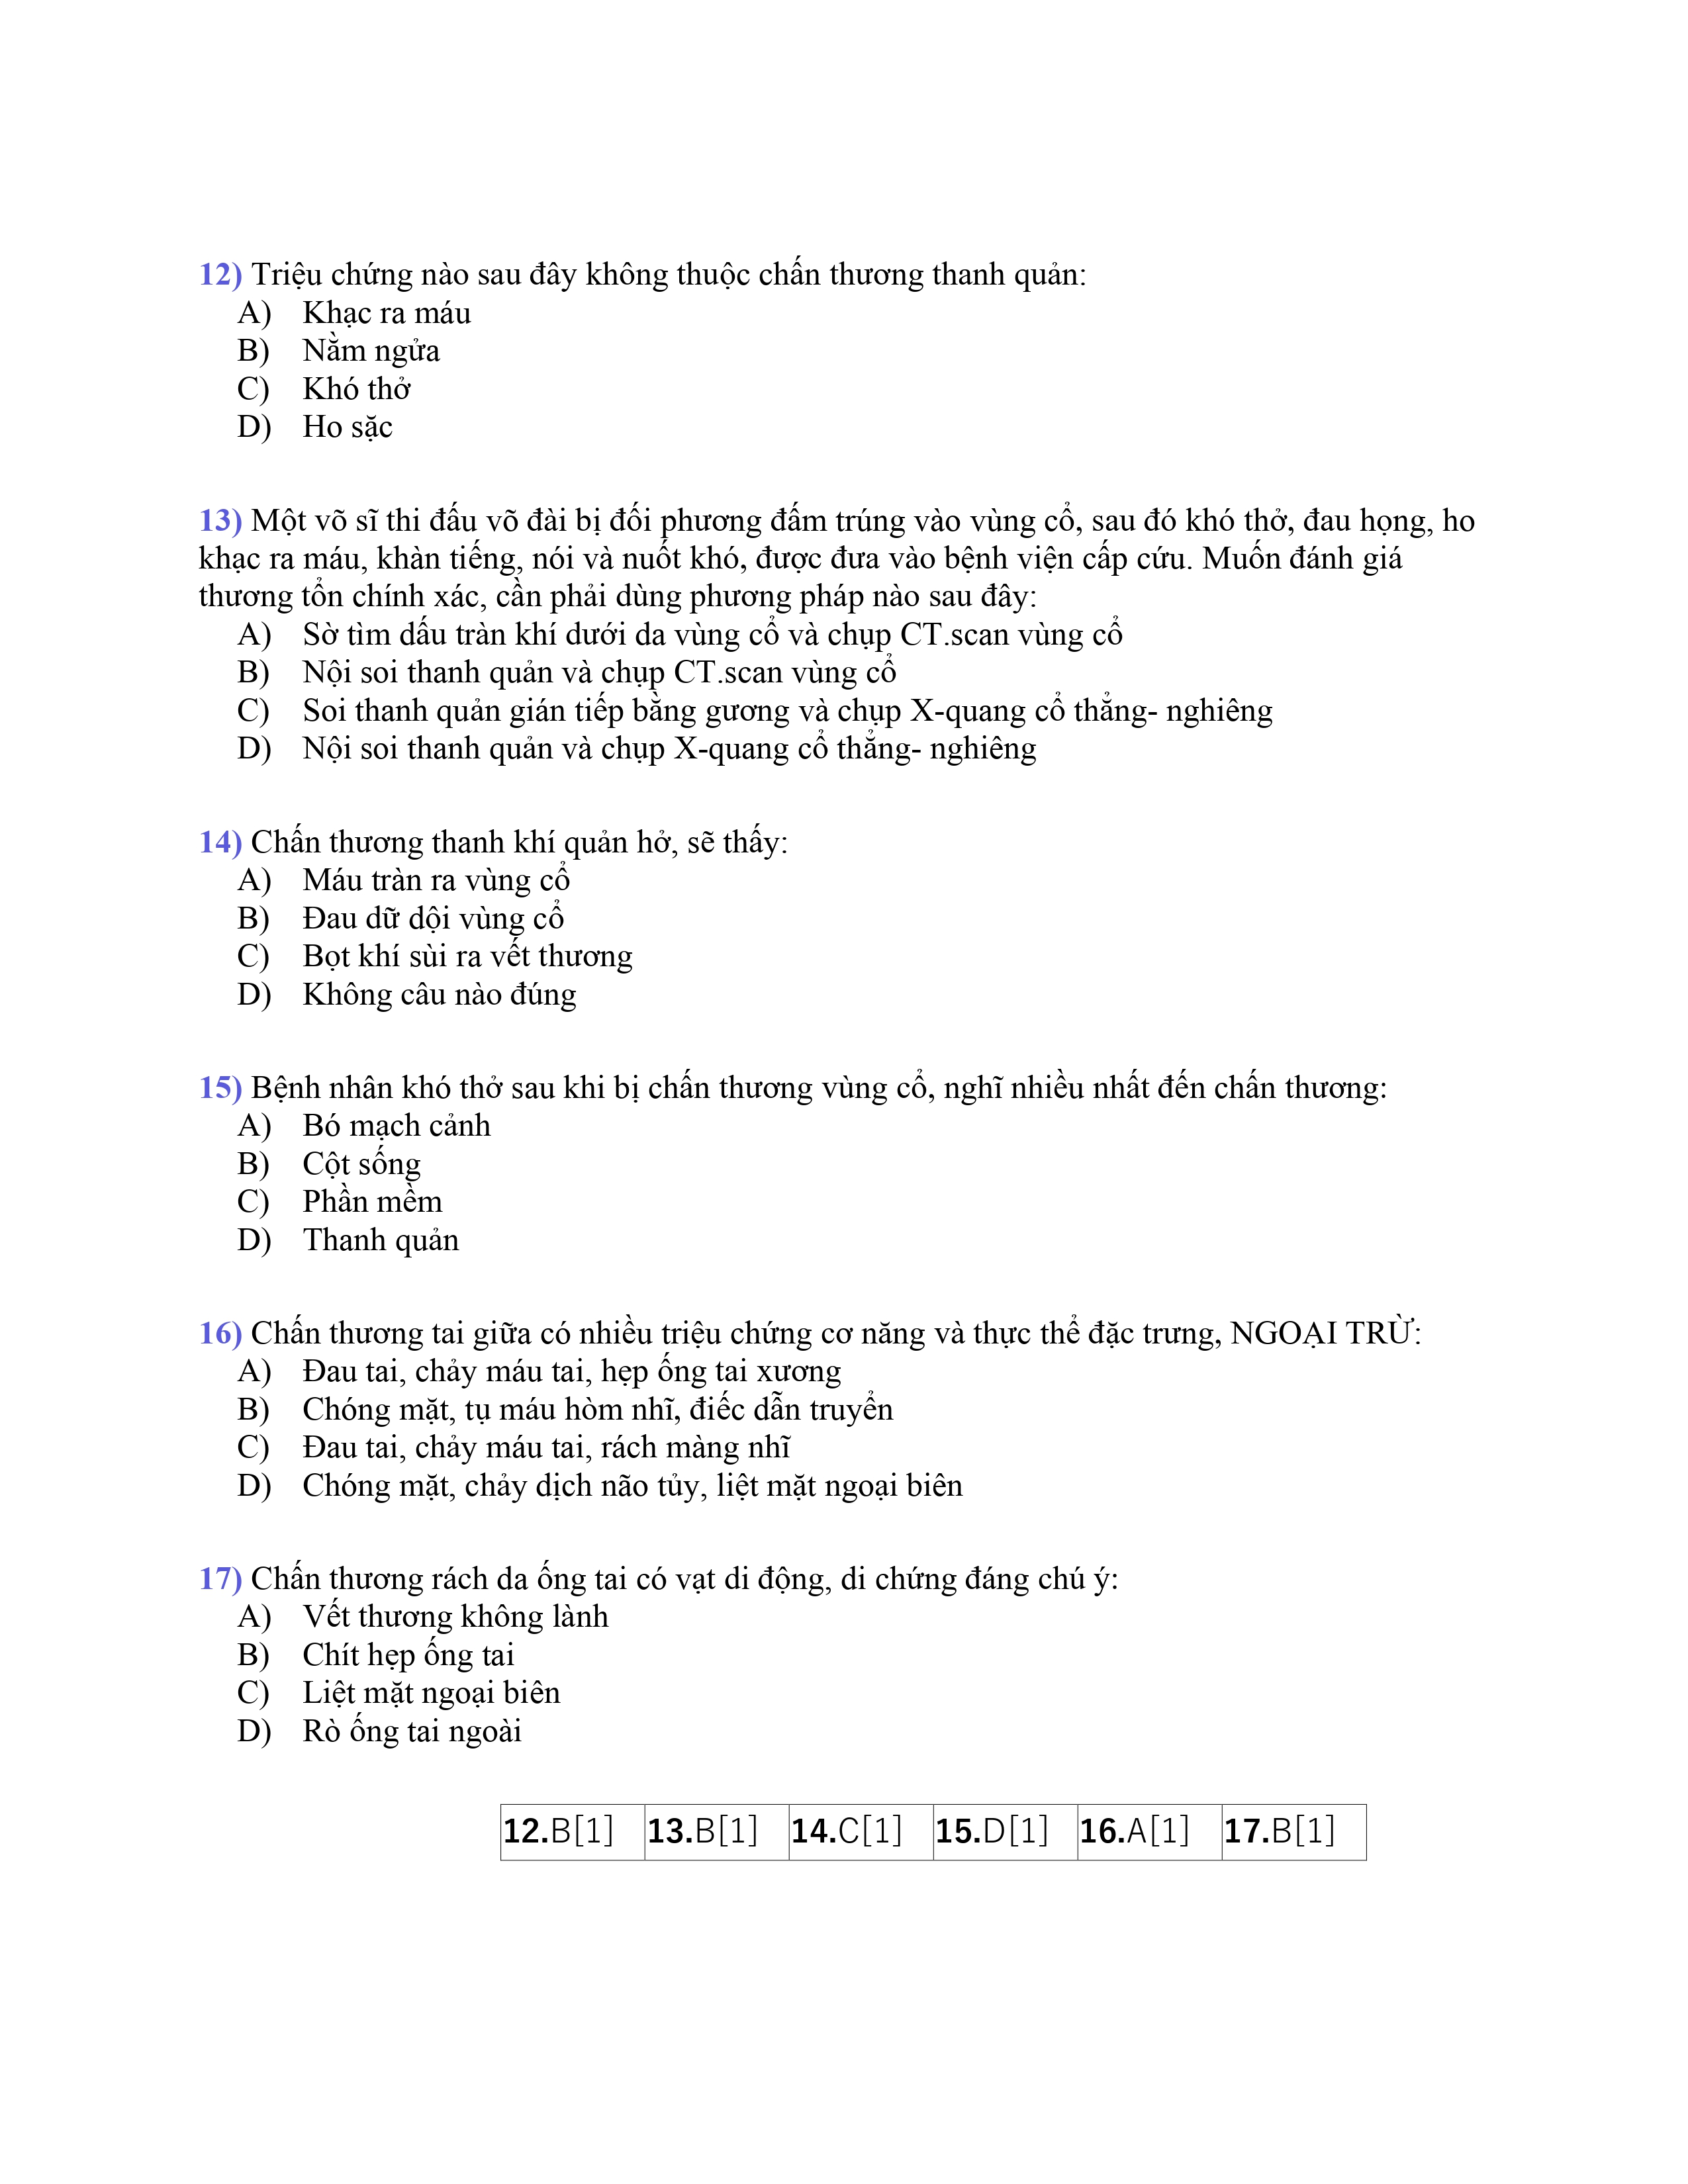 12) Triệu chứng nào sau đây không thuộc chấn thương thanh quản:
A) Khạc ra máu
B) Nằm ngửa
C) Khó thở
D) Ho sặc
13) Một võ sĩ thi đấu võ đài bị đối phương đấm trúng vào vùng cổ, sau đó khó thở, đau họng, ho
khạc ra máu, khàn tiếng, nói và nuốt khó, được đưa vào bệnh viện cấp cứu. Muốn đánh giá
thương tổn chính xác, cần phải dùng phương pháp nào sau đây:
A) Sờ tìm dấu tràn khí dưới da vùng cổ và chụp CT.scan vùng cổ
B) Nội soi thanh quản và chụp CT.scan vùng cổ
C) Soi thanh quản gián tiếp bằng gương và chụp X-quang cổ thẳng- nghiêng
D) Nội soi thanh quản và chụp X-quang cổ thẳng- nghiêng
14) Chấn thương thanh khí quản hở, sẽ thấy:
A) Máu tràn ra vùng cổ
B) Đau dữ dội vùng cổ
C) Bọt khí sùi ra vết thương
D) Không câu nào đúng
15) Bệnh nhân khó thở sau khi bị chấn thương vùng cổ, nghĩ nhiều nhất đến chấn thương:
A) Bó mạch cảnh
B) Cột sống
C) Phần mềm
D) Thanh quản
16) Chấn thương tai giữa có nhiều triệu chứng cơ năng và thực thể đặc trưng, NGOẠI TRỪ:
A) Đau tai, chảy máu tai, hẹp ống tai xương
B) Chóng mặt, tụ máu hòm nhĩ, điếc dẫn truyển
C) Đau tai, chảy máu tai, rách màng nhĩ
D) Chóng mặt, chảy dịch não tủy, liệt mặt ngoại biên
17) Chấn thương rách da ống tai có vạt di động, di chứng đáng chú ý:
A) Vết thương không lành
B) Chít hẹp ống tai
C) Liệt mặt ngoại biên
D) Rò ống tai ngoài
12.B[1] 13.B[1] 14.C[1] 15.D[1] 16.A[1] 17.B[1]